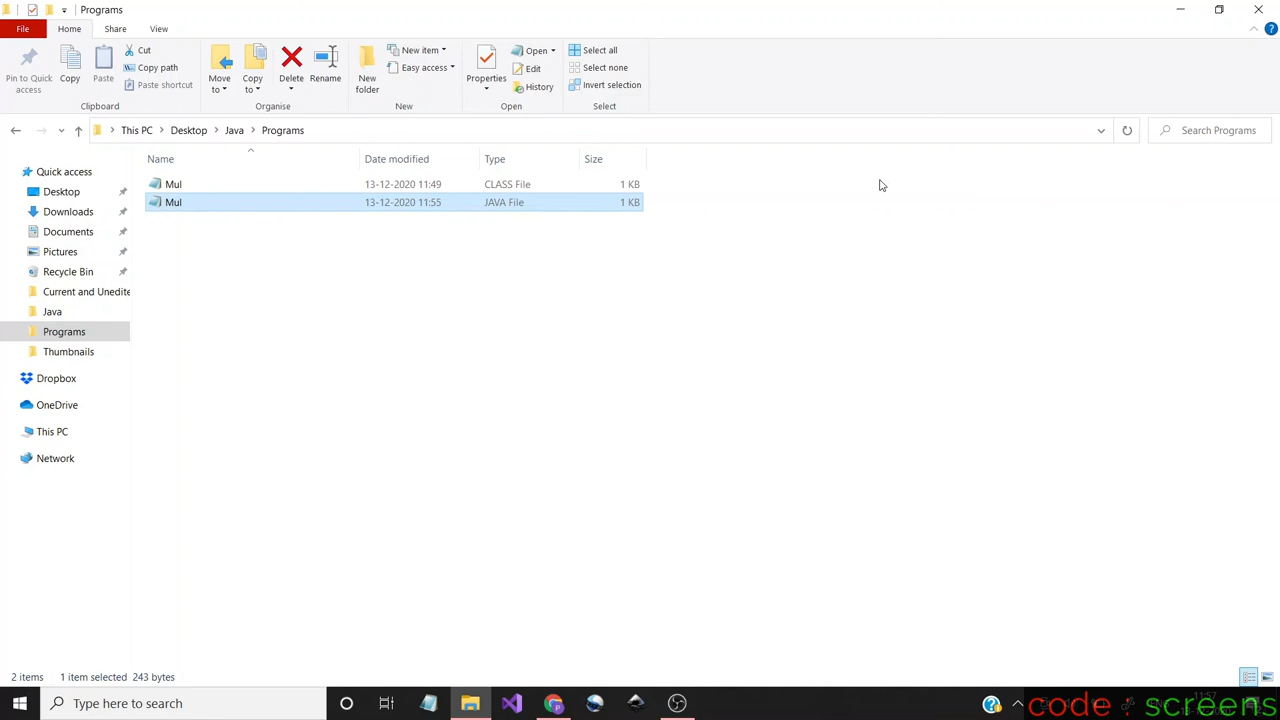 Programs
File Home Share View
Pin to Quick access
Copy
Paste
Cut
Copy path
Paste shortcut
Clipboard
Move to
Copy to
Delete
Rename
Organise
New folder
New item
Easy access
New
Properties
Open
Edit
History
Open
Select all
Select none
Invert selection
Select
This PC Desktop Java Programs
Search Programs
Name Date modified Type Size
Mul 13-12-2020 11:49 CLASS File 1 KB
Mul 13-12-2020 11:55 JAVA File 1 KB
Quick access
Desktop
Downloads
Documents
Pictures
Recycle Bin
Current and Unedite
Java
Programs
Thumbnails
Dropbox
OneDrive
This PC
Network
2 items 1 item selected 243 bytes
Type here to search
11:57
code screens